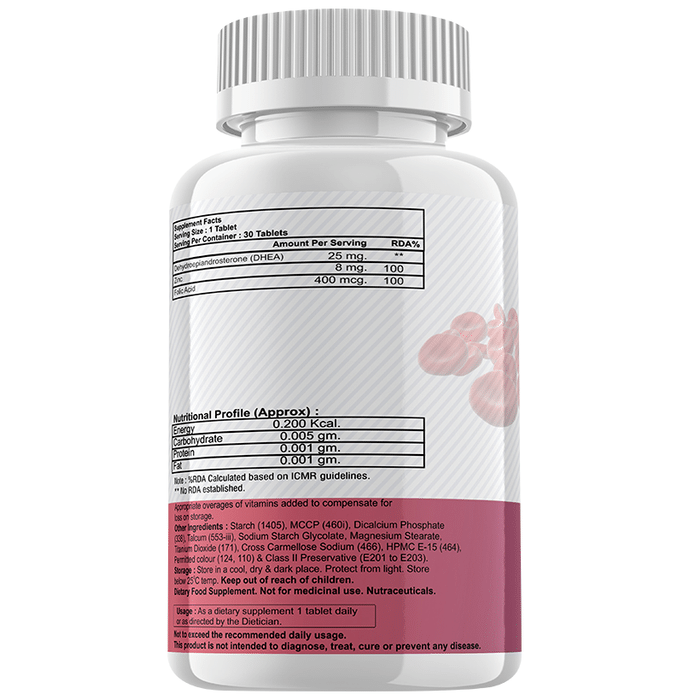 Supplement Facts
Serving Size : 1 Tablet
Serving Per Container : 30 Tablets
Amount Per Serving RDA%
Dehydroepiandrosterone (DHEA) 25 mg. **
Zinc 8 mg. 100
Folic Acid 400 mcg. 100
Nutritional Profile (Approx) :
Energy 0.200 Kcal.
Carbohydrate 0.005 gm.
Protein 0.001 gm.
Fat 0.001 gm.
Note : %RDA Calculated based on ICMR guidelines.
** No RDA established.
Appropriate overages of vitamins added to compensate for
loss on storage.
Other Ingredients : Starch (1405), MCCP (460i), Dicalcium Phosphate
(338), Talcum (553-iii), Sodium Starch Glycolate, Magnesium Stearate,
Titanium Dioxide (171), Cross Carmellose Sodium (466), HPMC E-15 (464),
Permitted colour (124, 110) & Class II Preservative (E201 to E203).
Storage : Store in a cool, dry & dark place. Protect from light. Store
below 25°C temp. Keep out of reach of children.
Dietary Food Supplement. Not for medicinal use. Nutraceuticals.
Usage : As a dietary supplement 1 tablet daily
or as directed by the Dietician.
Not to exceed the recommended daily usage.
This product is not intended to diagnose, treat, cure or prevent any disease.